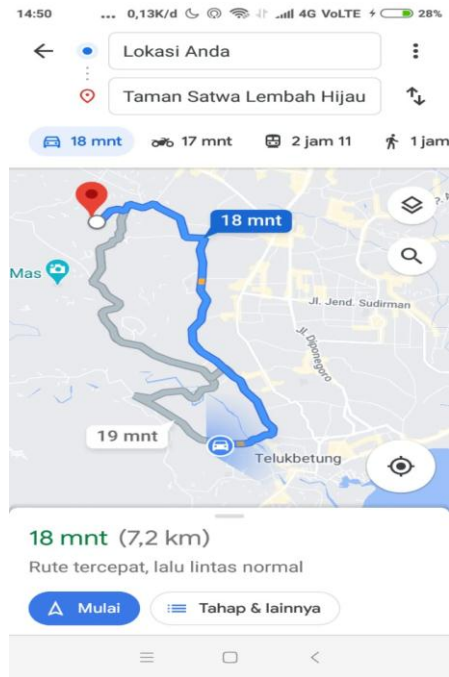 14:50 ... 0,13K/d 4G VoLTE 28%
Lokasi Anda
Taman Satwa Lembah Hijau
18 mnt 17 mnt 2 jam 11 1 jam
18 mnt
Mas
Jl. Jend. Sudirman
Jl. Diponegoro
19 mnt
Telukbetung
18 mnt (7,2 km)
Rute tercepat, lalu lintas normal
Mulai Tahap & lainnya